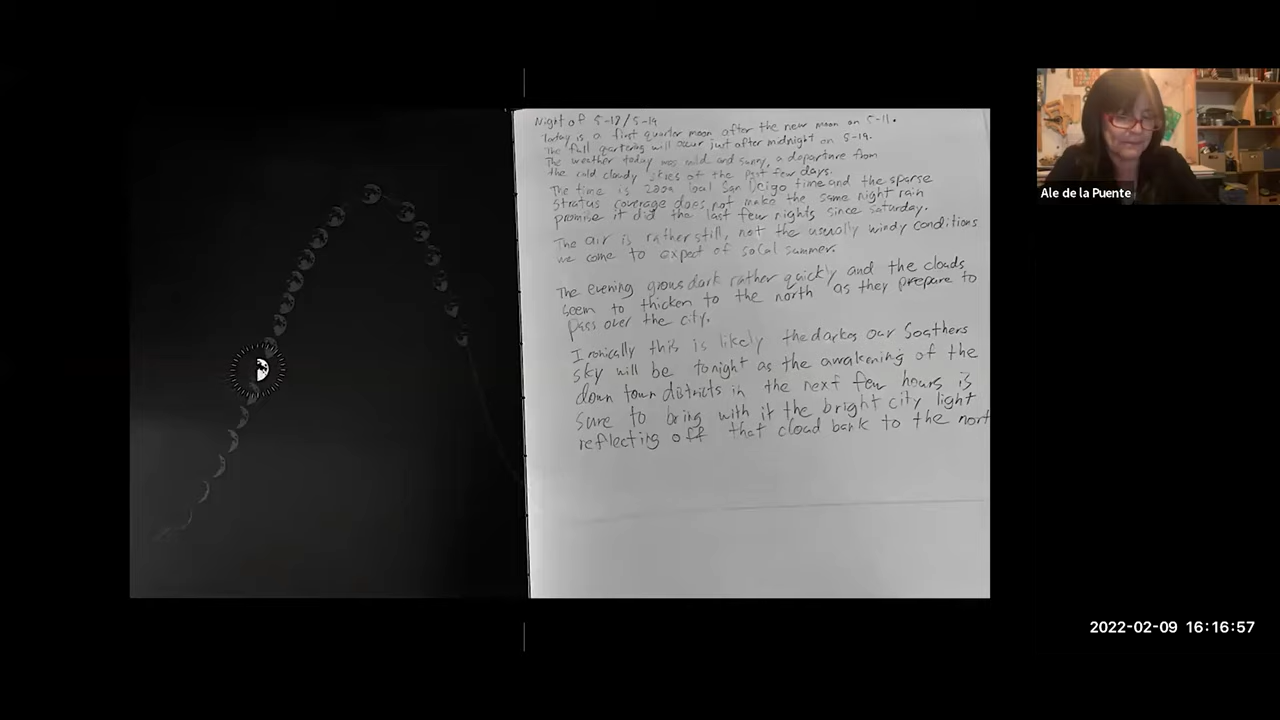 Night of 5-18/5-19
Today is a first quarter moon after the new moon on 5-11.
The full quartering will occur just after midnight on 5-19.
The weather today was mild and sunny, a departure from
the cold cloudy skies of the past few days.
The time is 2000 local San Deigo time and the sparse
Stratus coverage does not make the same night rain
promise it did the last few nights since Saturday.
The air is rather still, not the usually windy conditions
we come to expect of SoCal summer.
The evening grows dark rather quickly and the clouds
seem to thicken to the north as they prepare to
pass over the city.
Ironically this is likely the darkes our Southers
sky will be tonight as the awakening of the
down town districts in the next few hours is
sure to bring with it the bright city light
reflecting off that cloud bank to the nort
Ale de la Puente
2022-02-09 16:16:57